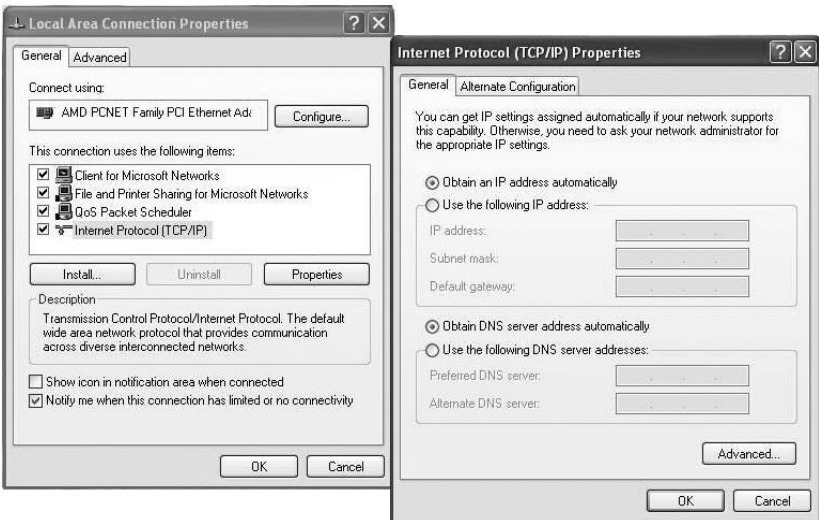 Local Area Connection Properties
General
Advanced
Connect using:
AMD PCNET Family PCI Ethernet Ada
Configure...
This connection uses the following items:
Client for Microsoft Networks
File and Printer Sharing for Microsoft Networks
QoS Packet Scheduler
Internet Protocol (TCP/IP)
Install...
Uninstall
Properties
Description
Transmission Control Protocol/Internet Protocol. The default
wide area network protocol that provides communication
across diverse interconnected networks.
Show icon in notification area when connected
Notify me when this connection has limited or no connectivity
OK
Cancel
Internet Protocol (TCP/IP) Properties
General
Alternate Configuration
You can get IP settings assigned automatically if your network supports
this capability. Otherwise, you need to ask your network administrator for
the appropriate IP settings.
Obtain an IP address automatically
Use the following IP address:
IP address:
Subnet mask:
Default gateway:
Obtain DNS server address automatically
Use the following DNS server addresses:
Preferred DNS server:
Alternate DNS server:
Advanced...
OK
Cancel